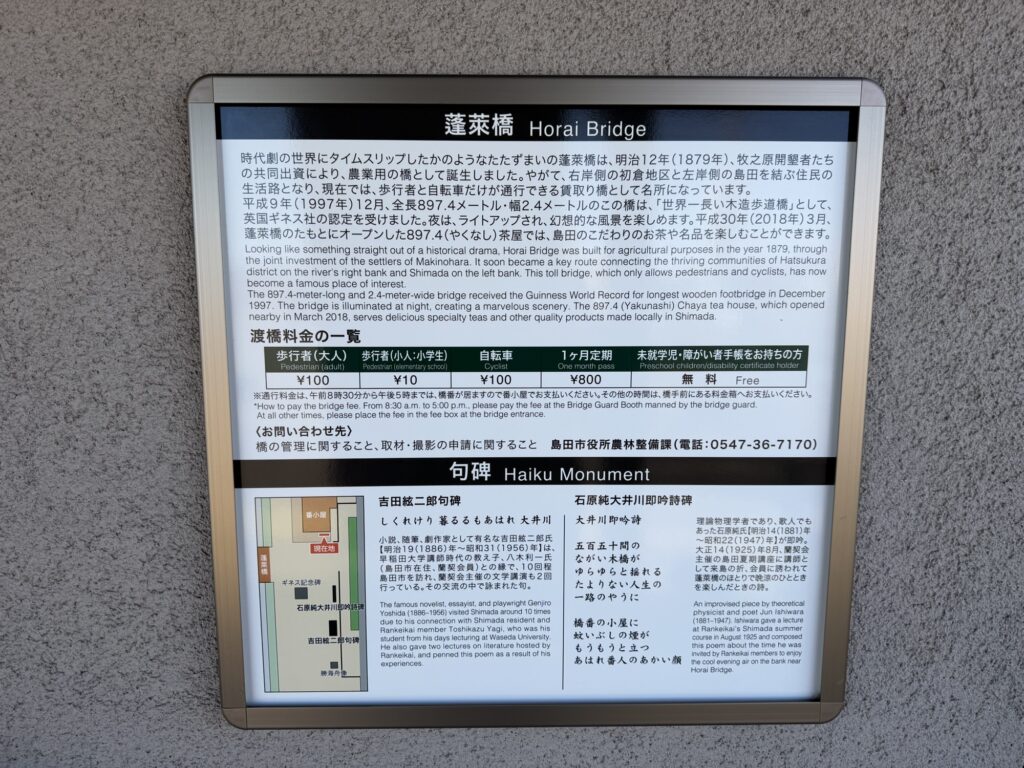 蓬萊橋 Horai Bridge
時代劇の世界にタイムスリップしたかのようなたたずまいの蓬萊橋は、明治12年(1879年)、牧之原開墾者たち
の共同出資により、農業用の橋として誕生しました。やがて、右岸側の初倉地区と左岸側の島田を結ぶ住民の
生活路となり、現在では、歩行者と自転車だけが通行できる賃取り橋として名所になっています。
平成9年(1997年)12月、全長897.4メートル・幅2.4メートルのこの橋は、「世界一長い木造歩道橋」として、
英国ギネス社の認定を受けました。夜は、ライトアップされ、幻想的な風景を楽しめます。平成30年(2018年)3月、
蓬萊橋のたもとにオープンした897.4(やくなし)茶屋では、島田のこだわりのお茶や名品を楽しむことができます。
Looking like something straight out of a historical drama, Horai Bridge was built for agricultural purposes in the year 1879, through
the joint investment of the settlers of Makinohara. It soon became a key route connecting the thriving communities of Hatsukura
district on the river's right bank and Shimada on the left bank. This toll bridge, which only allows pedestrians and cyclists, has now
become a famous place of interest.
The 897.4-meter-long and 2.4-meter-wide bridge received the Guinness World Record for longest wooden footbridge in December
1997. The bridge is illuminated at night, creating a marvelous scenery. The 897.4 (Yakunashi) Chaya tea house, which opened
nearby in March 2018, serves delicious specialty teas and other quality products made locally in Shimada.
渡橋料金の一覧
歩行者(大人) 歩行者(小人:小学生) 自転車 1ヶ月定期 未就学児・障がい者手帳をお持ちの方
Pedestrian (adult) Pedestrian (elementary school) Cyclist One month pass Preschool children/disability certificate holder
¥100 ¥10 ¥100 ¥800 無料 Free
※通行料金は、午前8時30分から午後5時までは、橋番が居ますので番小屋でお支払いください。その他の時間は、橋手前にある料金箱へお支払いください。
*How to pay the bridge fee. From 8:30 a.m. to 5:00 p.m., please pay the fee at the Bridge Guard Booth manned by the bridge guard.
At all other times, please place the fee in the fee box at the bridge entrance.
〈お問い合わせ先〉
橋の管理に関すること、取材・撮影の申請に関すること 島田市役所農林整備課(電話:0547-36-7170)
句碑 Haiku Monument
番小屋
現在地
蓬萊橋
ギネス記念碑
石原純大井川即吟詩碑
吉田絃二郎句碑
勝海舟像
吉田絃二郎句碑
しくれけり 暮るるもあはれ 大井川
小説、随筆、劇作家として有名な吉田絃二郎氏
【明治19(1886)年～昭和31(1956)年】は、
早稲田大学講師時代の教え子、八木利一氏
(島田市在住、蘭契会員)との縁で、10回程
島田市を訪れ、蘭契会主催の文学講演も2回
行っている。その交流の中で詠まれた句。
The famous novelist, essayist, and playwright Genjiro
Yoshida (1886-1956) visited Shimada around 10 times
due to his connection with Shimada resident and
Rankeikai member Toshikazu Yagi, who was his
student from his days lecturing at Waseda University.
He also gave two lectures on literature hosted by
Rankeikai, and penned this poem as a result of his
experiences.
石原純大井川即吟詩碑
大井川即吟詩
五百五十間の
ながい木橋が
ゆらゆらと揺れる
たよりない人生の
一路のやうに
橋番の小屋に
蚊いぶしの煙が
もうもうと立つ
あはれ番人のあかい顔
理論物理学者であり、歌人でも
あった石原純氏【明治14(1881)年
～昭和22(1947)年】が即吟。
大正14(1925)年8月、蘭契会
主催の島田夏期講座に講師と
して来島の折、会員に誘われて
蓬萊橋のほとりで晩涼のひとときを
楽しんだときの詩。
An improvised piece by theoretical
physicist and poet Jun Ishiwara
(1881-1947). Ishiwara gave a lecture
at Rankeikai's Shimada summer
course in August 1925 and composed
this poem about the time he was
invited by Rankeikai members to enjoy
the cool evening air on the bank near
Horai Bridge.